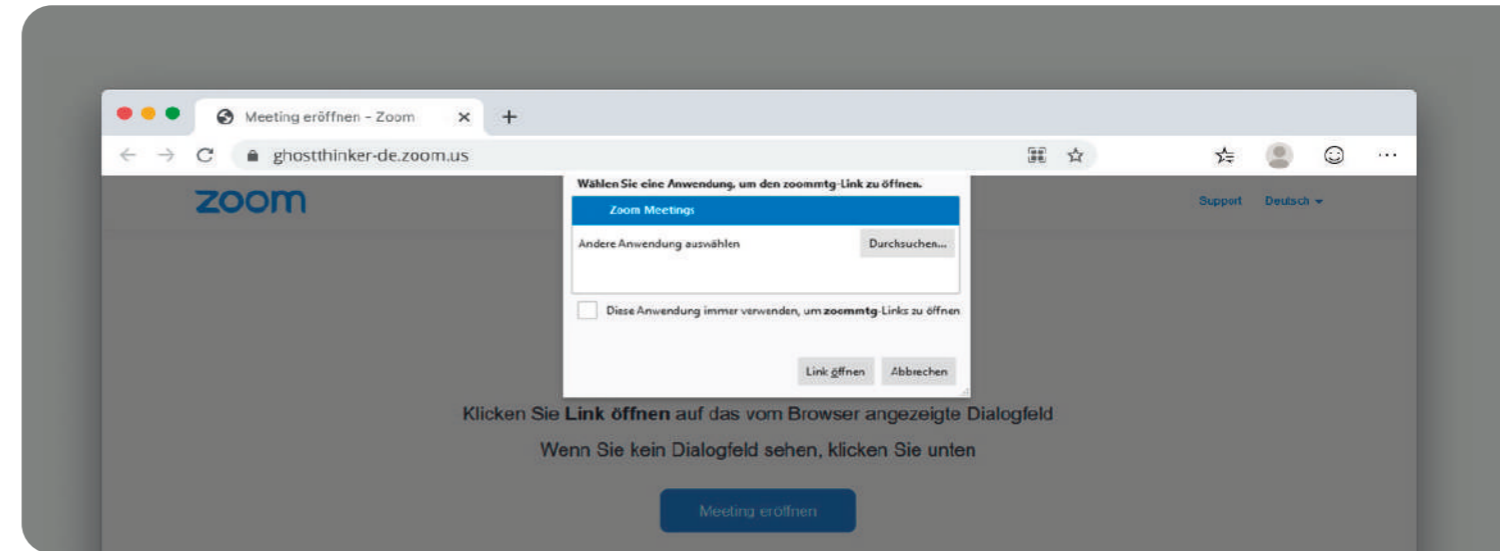 Meeting eröffnen - Zoom
ghostthinker-de.zoom.us
zoom
Support Deutsch
Wählen Sie eine Anwendung, um den zoommtg-Link zu öffnen.
Zoom Meetings
Andere Anwendung auswählen Durchsuchen...
Diese Anwendung immer verwenden, um zoommtg-Links zu öffnen
Link öffnen Abbrechen
Klicken Sie Link öffnen auf das vom Browser angezeigte Dialogfeld
Wenn Sie kein Dialogfeld sehen, klicken Sie unten
Meeting eröffnen